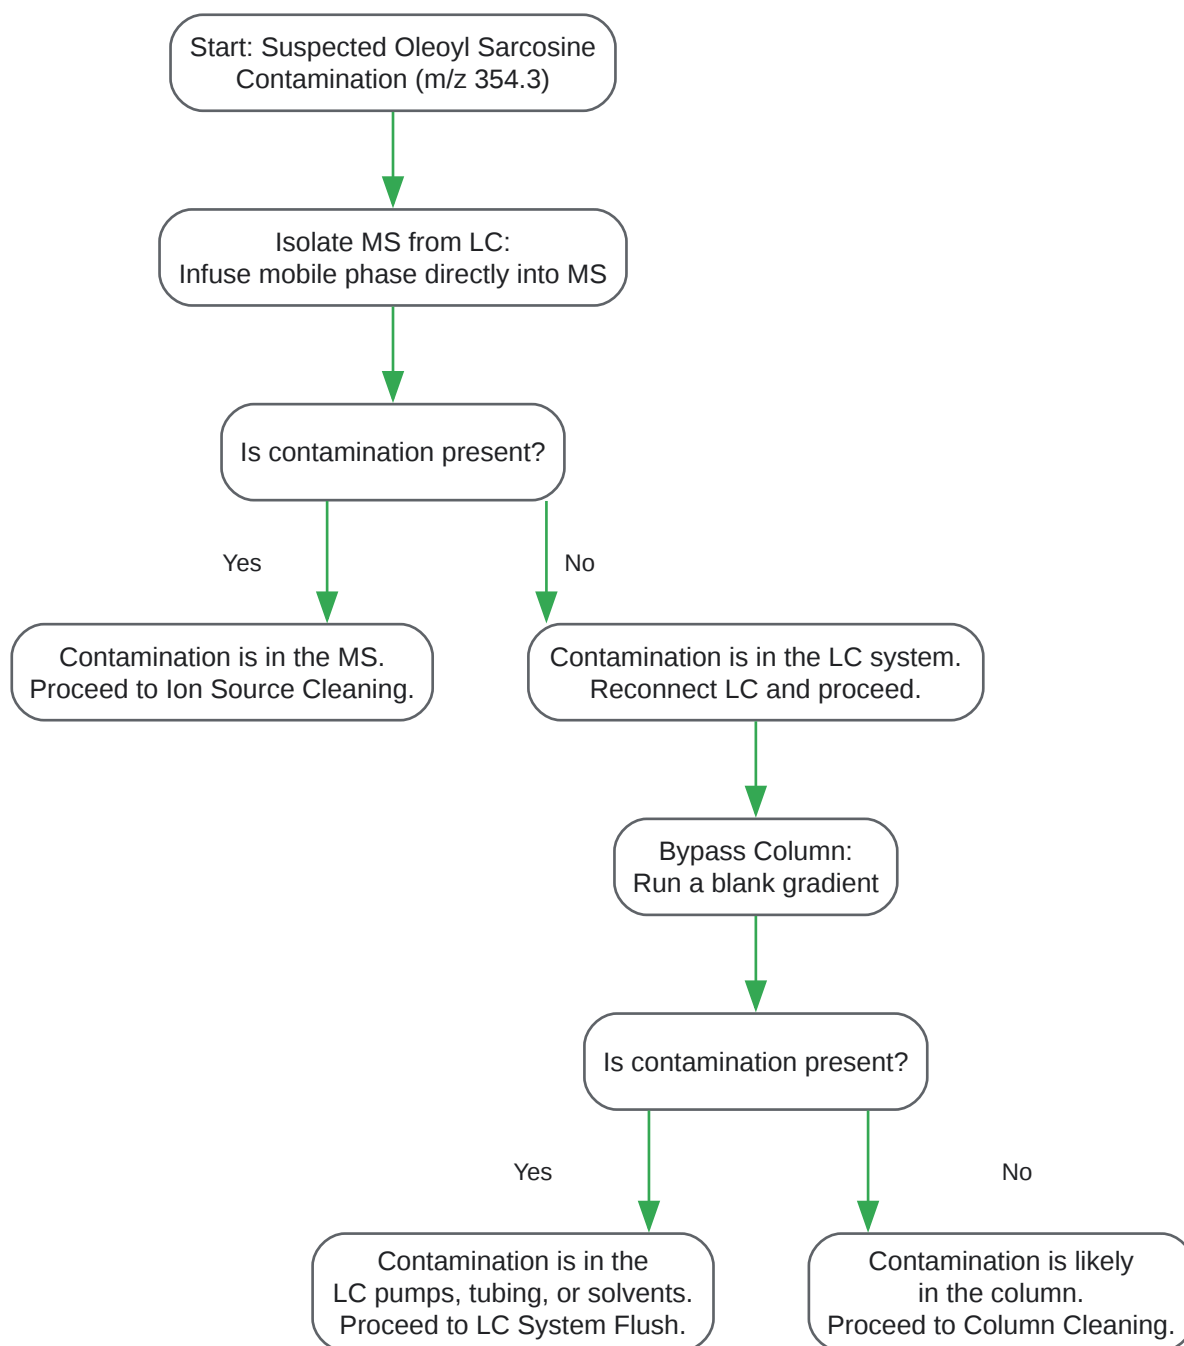 Start: Suspected Oleoyl Sarcosine
Contamination (m/z 354.3)
Isolate MS from LC:
Infuse mobile phase directly into MS
Is contamination present?
Yes
No
Contamination is in the MS.
Proceed to Ion Source Cleaning.
Contamination is in the LC system.
Reconnect LC and proceed.
Bypass Column:
Run a blank gradient
Is contamination present?
Yes
No
Contamination is in the
LC pumps, tubing, or solvents.
Proceed to LC System Flush.
Contamination is likely
in the column.
Proceed to Column Cleaning.